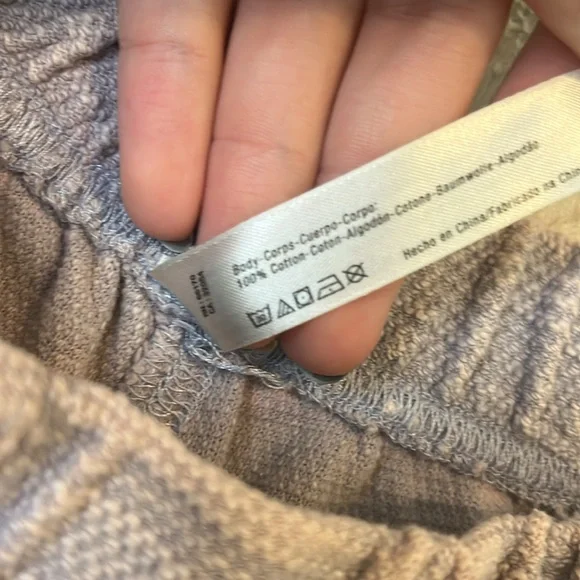 Body-Corps-Cuerpo-Corpo:
100% Cotton-Coton-Algodón-Cotone-Baumwolle-Algodão
Hecho en China/Fabricado na China